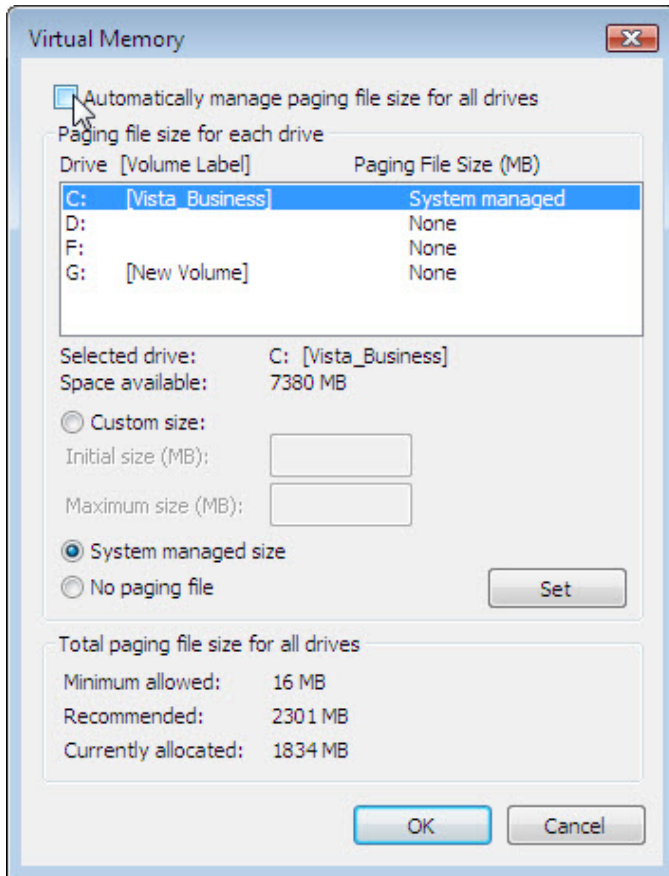 Virtual Memory
Automatically manage paging file size for all drives
Paging file size for each drive
Drive [Volume Label] Paging File Size (MB)
C: [Vista_Business] System managed
D: None
F: None
G: [New Volume] None
Selected drive: C: [Vista_Business]
Space available: 7380 MB
Custom size:
Initial size (MB):
Maximum size (MB):
System managed size
No paging file Set
Total paging file size for all drives
Minimum allowed: 16 MB
Recommended: 2301 MB
Currently allocated: 1834 MB
OK Cancel